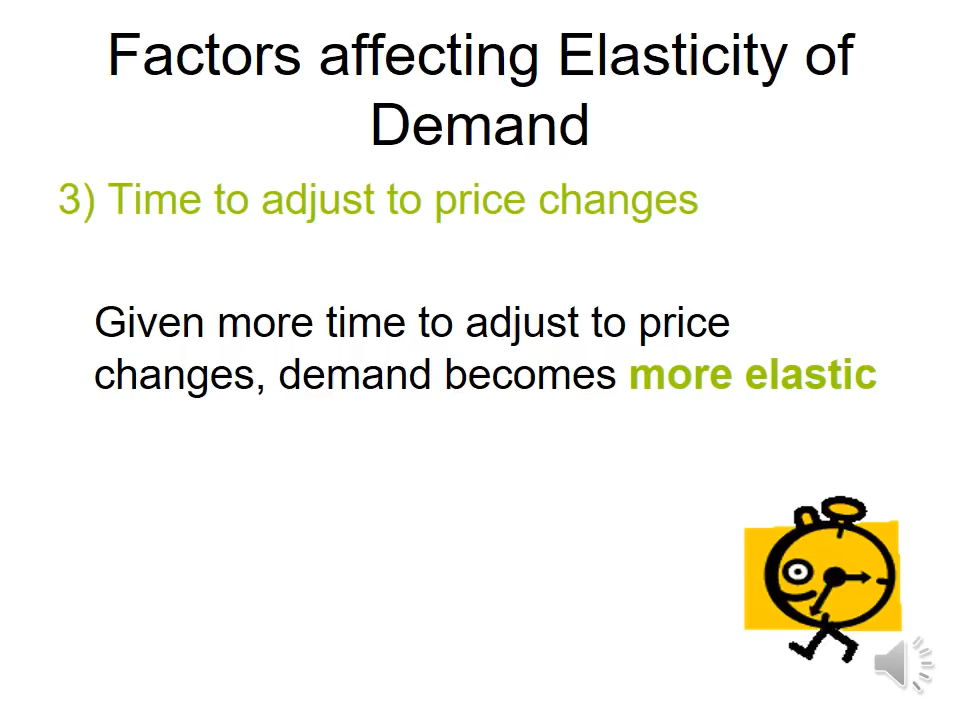 Factors affecting Elasticity of
Demand
3) Time to adjust to price changes
Given more time to adjust to price
changes, demand becomes more elastic